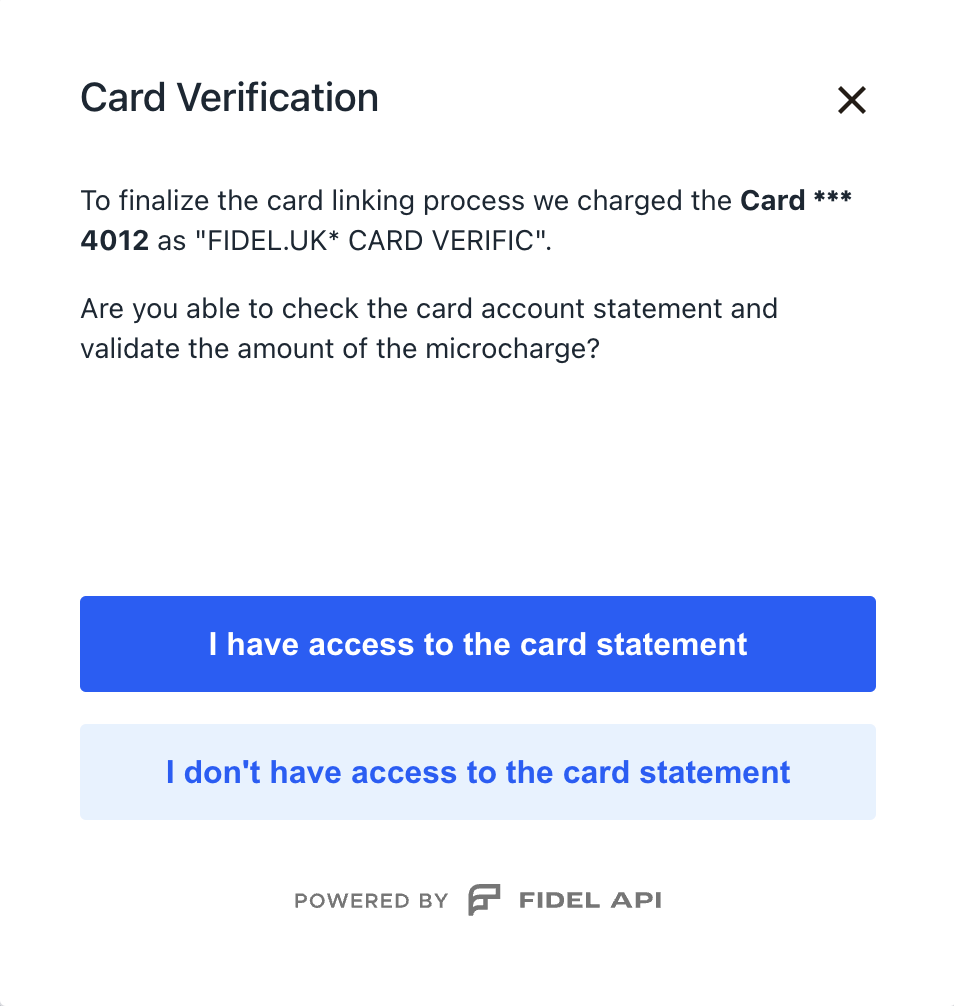 Card Verification
To finalize the card linking process we charged the Card ***
4012 as "FIDEL.UK* CARD VERIFIC".
Are you able to check the card account statement and
validate the amount of the microcharge?
I have access to the card statement
I don't have access to the card statement
POWERED BY FIDEL API